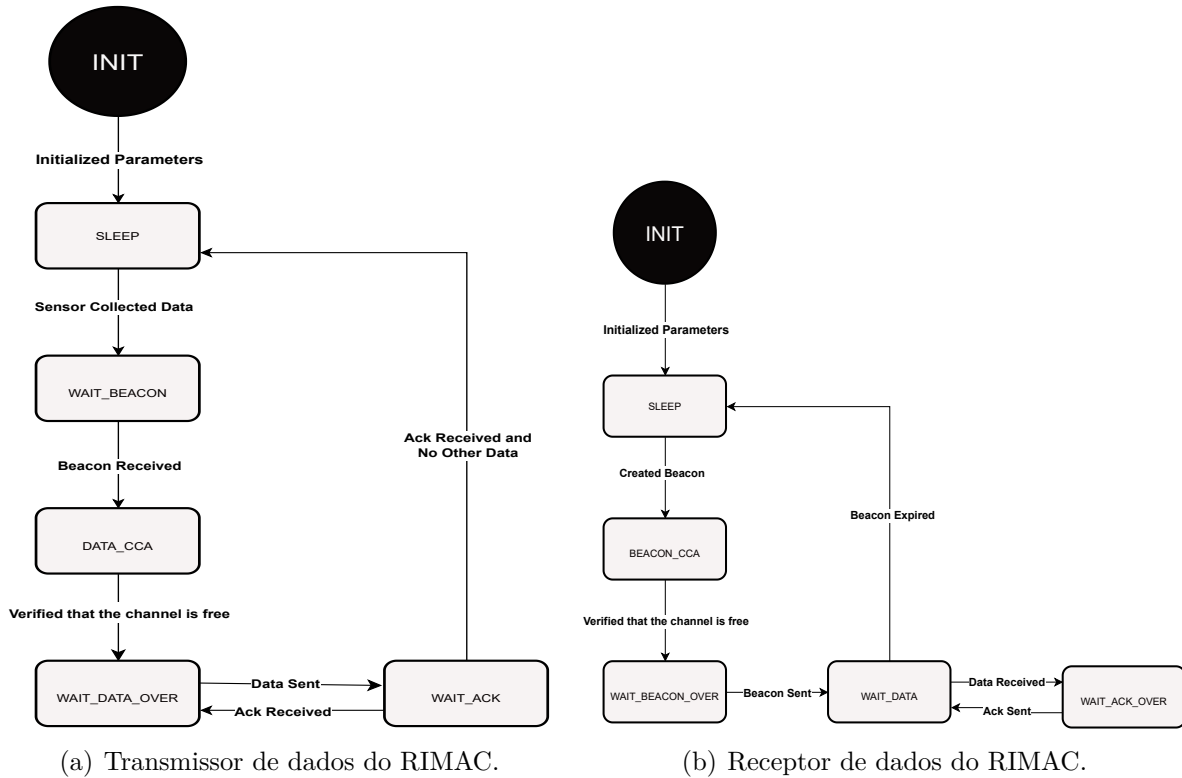 INIT
Initialized Parameters
SLEEP
Sensor Collected Data
WAIT_BEACON
Beacon Received
DATA_CCA
Verified that the channel is free
WAIT_DATA_OVER
Data Sent
Ack Received
WAIT_ACK
Ack Received and
No Other Data
(a) Transmissor de dados do RIMAC.
INIT
Initialized Parameters
SLEEP
Created Beacon
BEACON_CCA
Verified that the channel is free
WAIT_BEACON_OVER
Beacon Sent
WAIT_DATA
Beacon Expired
Data Received
Ack Sent
WAIT_ACK_OVER
(b) Receptor de dados do RIMAC.